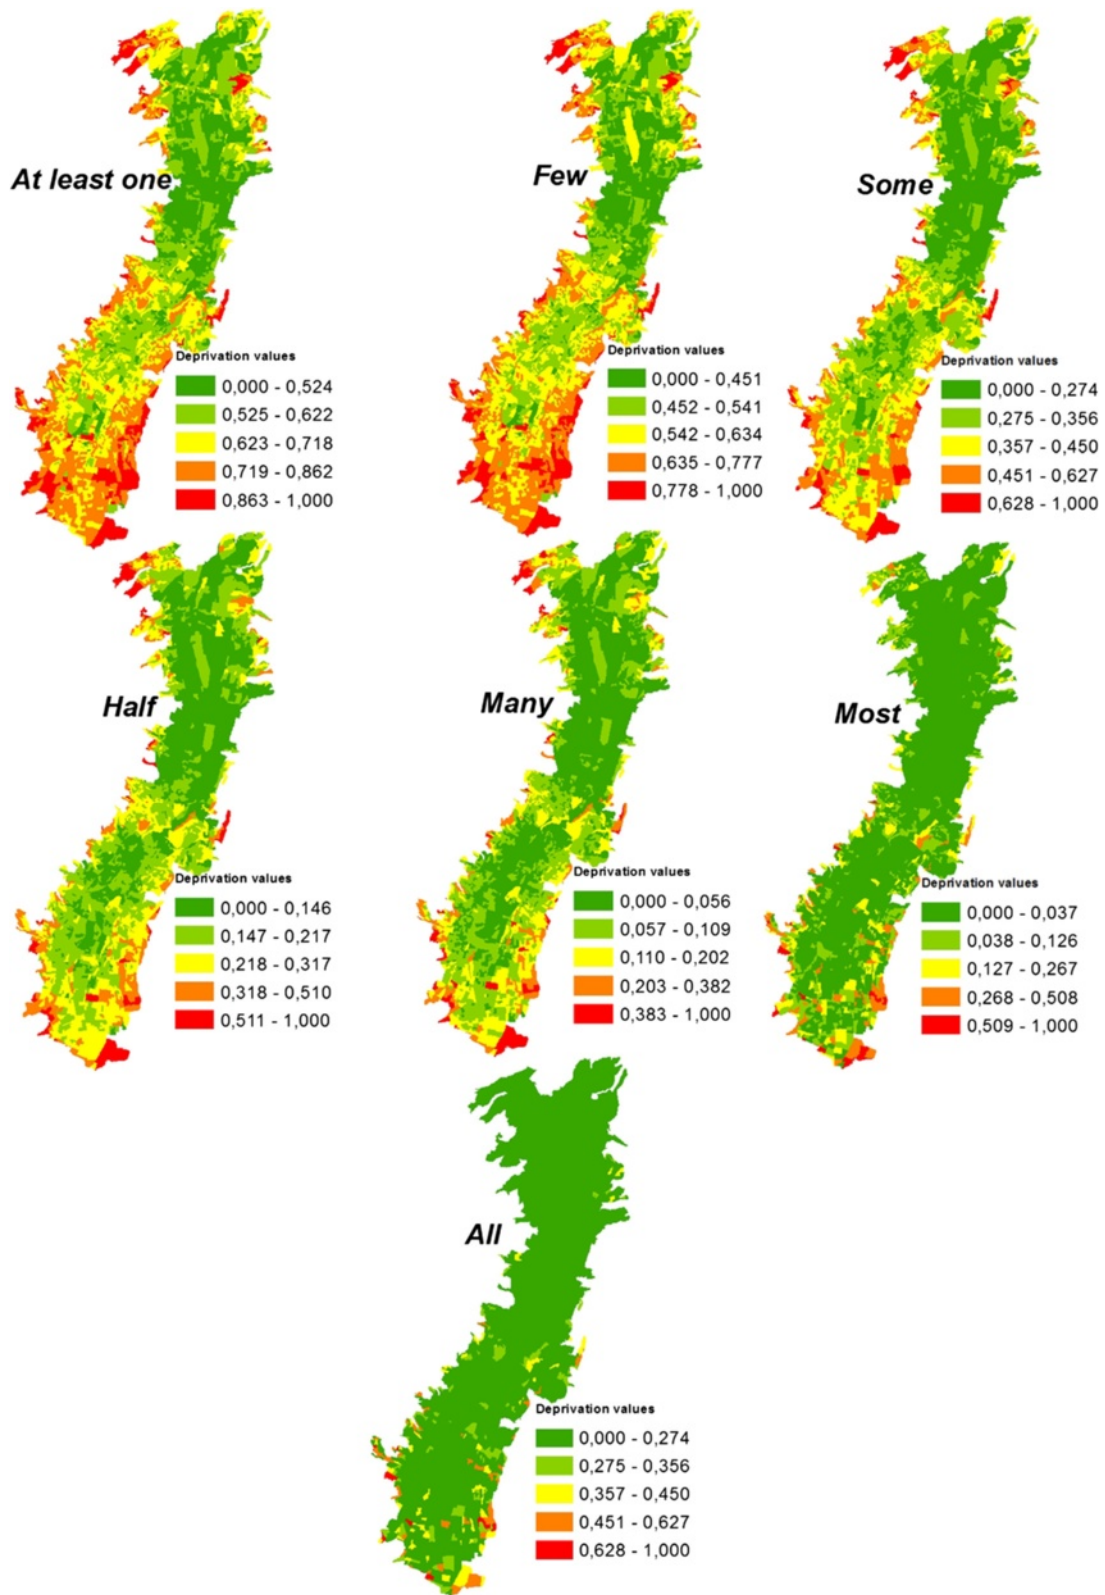 At least one
Deprivation values
0,000 - 0,524
0,525 - 0,622
0,623 - 0,718
0,719 - 0,862
0,863 - 1,000
Few
Deprivation values
0,000 - 0,451
0,452 - 0,541
0,542 - 0,634
0,635 - 0,777
0,778 - 1,000
Some
Deprivation values
0,000 - 0,274
0,275 - 0,356
0,357 - 0,450
0,451 - 0,627
0,628 - 1,000
Half
Deprivation values
0,000 - 0,146
0,147 - 0,217
0,218 - 0,317
0,318 - 0,510
0,511 - 1,000
Many
Deprivation values
0,000 - 0,056
0,057 - 0,109
0,110 - 0,202
0,203 - 0,382
0,383 - 1,000
Most
Deprivation values
0,000 - 0,037
0,038 - 0,126
0,127 - 0,267
0,268 - 0,508
0,509 - 1,000
All
Deprivation values
0,000 - 0,274
0,275 - 0,356
0,357 - 0,450
0,451 - 0,627
0,628 - 1,000